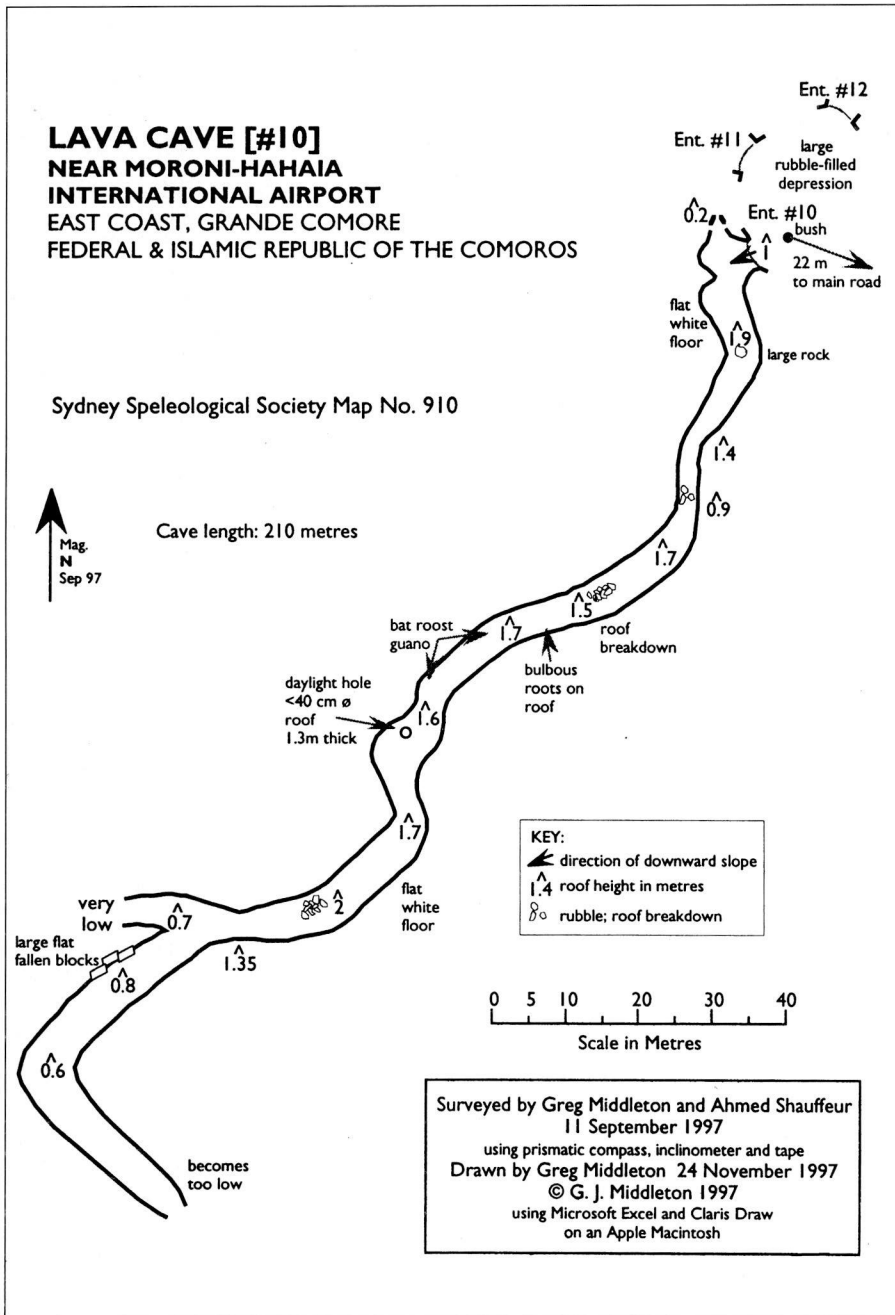 LAVA CAVE [#10]
NEAR MORONI-HAHAIA
INTERNATIONAL AIRPORT
EAST COAST, GRANDE COMORE
FEDERAL & ISLAMIC REPUBLIC OF THE COMOROS
Ent. #12
Ent. #11
large
rubble-filled
depression
^
0.2
Ent. #10
bush
^
1
22 m
to main road
flat
white
floor
^
1.9
large rock
Sydney Speleological Society Map No. 910
^
1.4
^
0.9
Mag.
N
Sep 97
Cave length: 210 metres
^
1.7
^
1.5
roof
breakdown
bat roost
guano
^
1.7
bulbous
roots on
roof
daylight hole
<40 cm ø
roof
1.3m thick
^
1.6
^
1.7
KEY:
direction of downward slope
^
1.4 roof height in metres
rubble; roof breakdown
flat
white
floor
^
2
very
low
^
0.7
large flat
fallen blocks
^
0.8
^
1.35
^
0.6
becomes
too low
0 5 10 20 30 40
Scale in Metres
Surveyed by Greg Middleton and Ahmed Shauffeur
11 September 1997
using prismatic compass, inclinometer and tape
Drawn by Greg Middleton 24 November 1997
© G. J. Middleton 1997
using Microsoft Excel and Claris Draw
on an Apple Macintosh